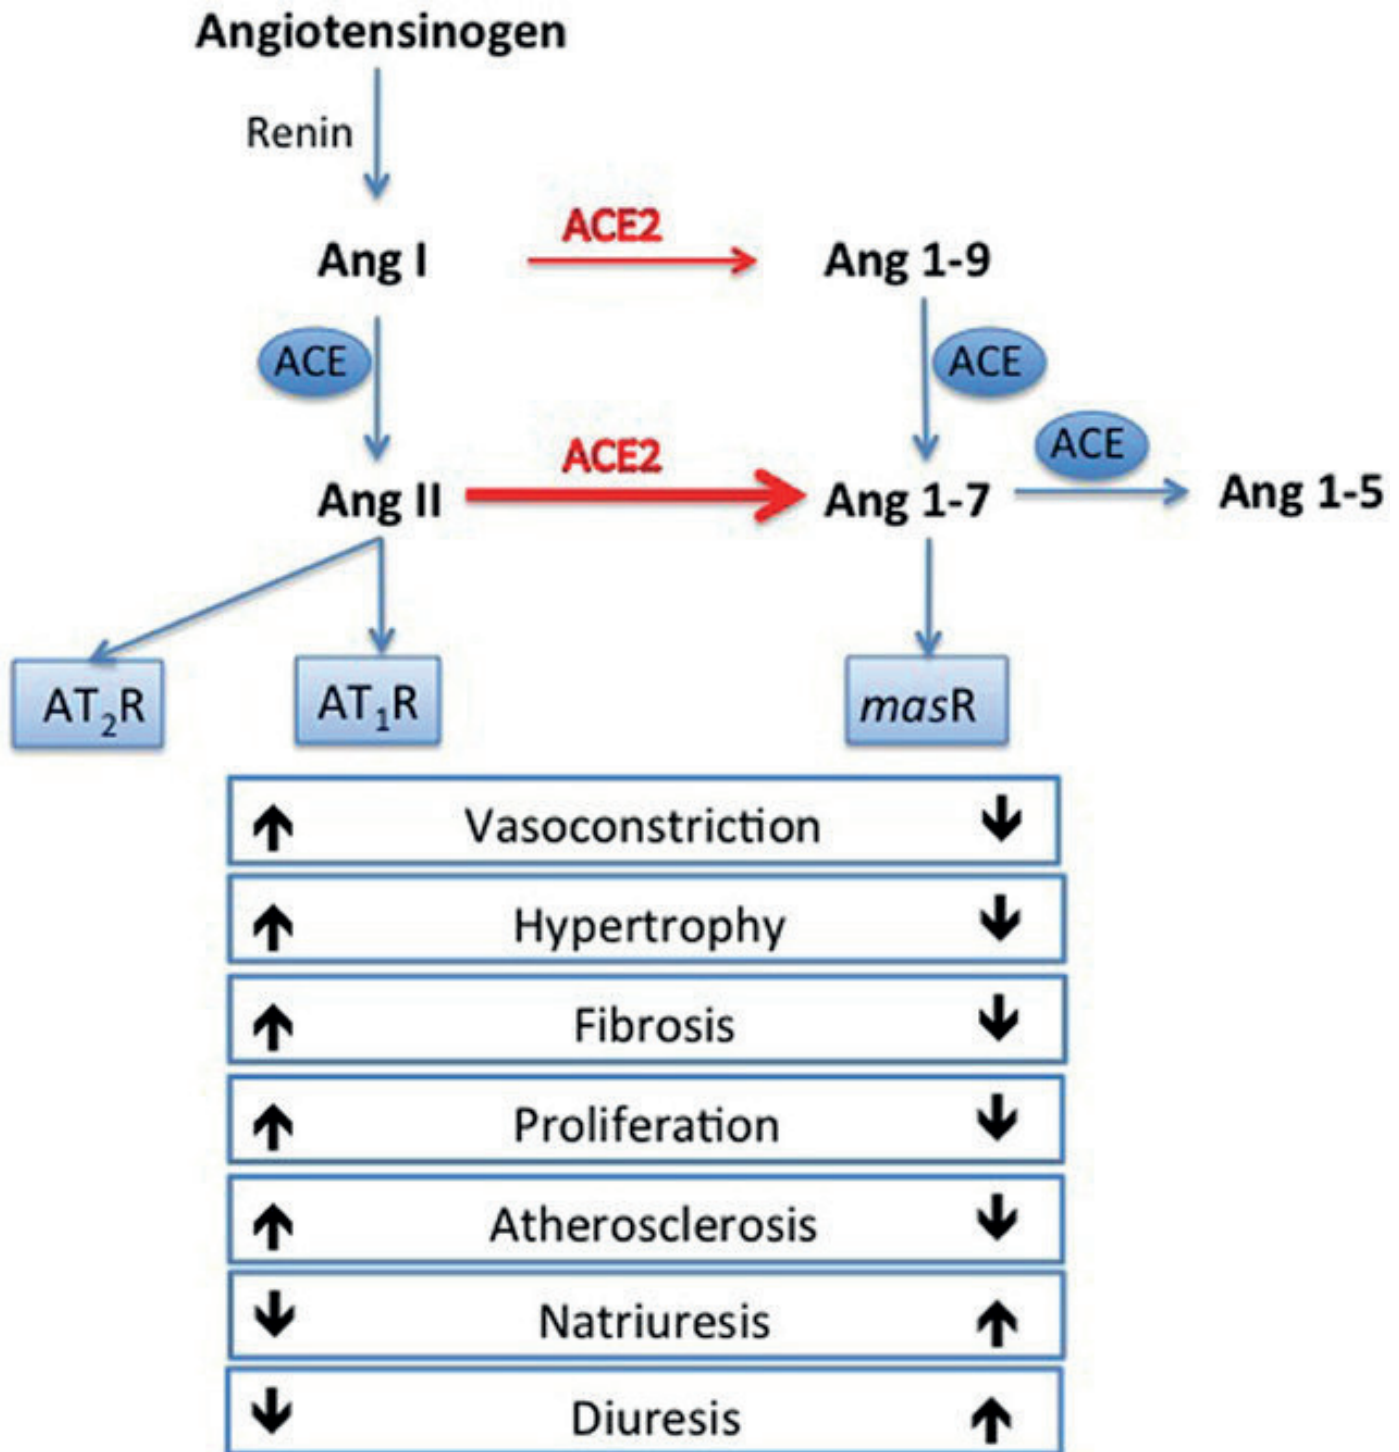 Angiotensinogen
Renin
ACE2
Ang I
Ang 1-9
ACE
ACE
ACE2
ACE
Ang II
Ang 1-7
Ang 1-5
AT₂R
AT₁R
masR
Vasoconstriction
Hypertrophy
Fibrosis
Proliferation
Atherosclerosis
Natriuresis
Diuresis